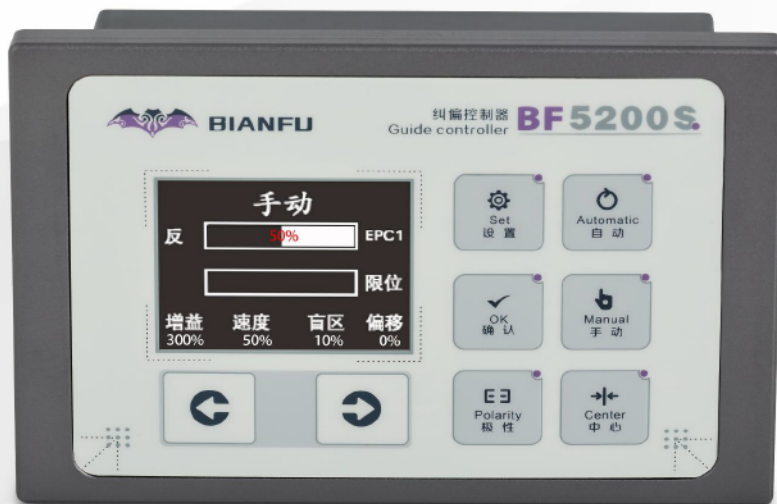 BIANFU
纠偏控制器
Guide controller
BF5200S
手动
反
50%
EPC1
限位
增益 速度 盲区 偏移
300% 50% 10% 0%
Set
设置
Automatic
自动
OK
确认
Manual
手动
Polarity
极性
Center
中心